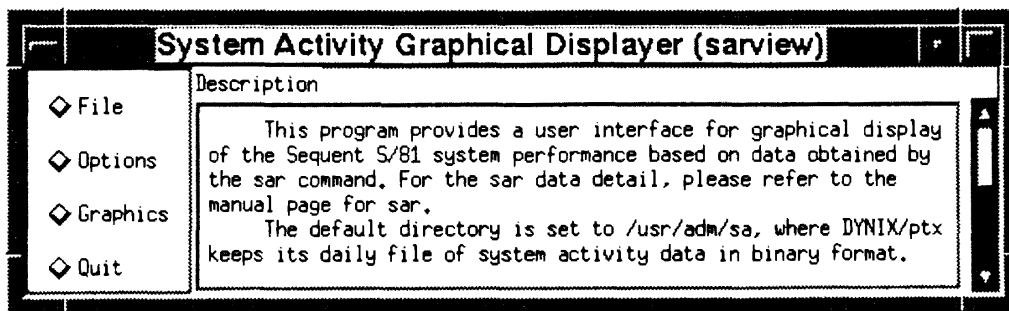 System Activity Graphical Displayer (sarview)
File
Options
Graphics
Quit
Description
This program provides a user interface for graphical display
of the Sequent S/81 system performance based on data obtained by
the sar command. For the sar data detail, please refer to the
manual page for sar.
The default directory is set to /usr/adm/sa, where DYNIX/ptx
keeps its daily file of system activity data in binary format.